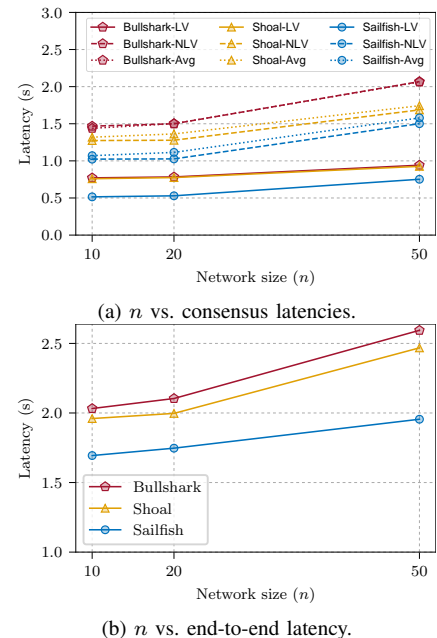 3.0
2.5
2.0
1.5
1.0
0.5
0.0
Latency (s)
Bullshark-LV Shoal-LV Sailfish-LV
Bullshark-NLV Shoal-NLV Sailfish-NLV
Bullshark-Avg Shoal-Avg Sailfish-Avg
10 20 50
Network size (n)
(a) n vs. consensus latencies.
2.5
2.0
1.5
1.0
Latency (s)
Bullshark
Shoal
Sailfish
10 20 50
Network size (n)
(b) n vs. end-to-end latency.